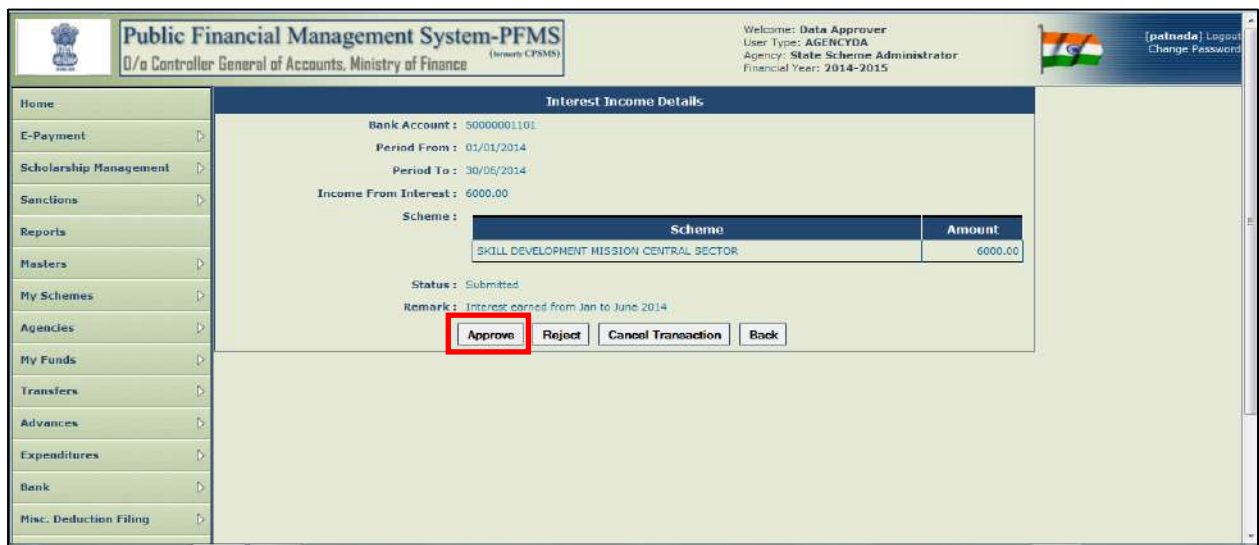 Public Financial Management System-PFMS
(formerly CPSMS)
O/o Controller General of Accounts, Ministry of Finance
Welcome: Data Approver
User Type: AGENCYDA
Agency: State Scheme Administrator
Financial Year: 2014-2015
[patnada] Logout
Change Password
Home
E-Payment
Scholarship Management
Sanctions
Reports
Masters
My Schemes
Agencies
My Funds
Transfers
Advances
Expenditures
Bank
Misc. Deduction Filing
Interest Income Details
Bank Account : 50000001101
Period From : 01/01/2014
Period To : 30/06/2014
Income From Interest : 6000.00
Scheme :
Scheme Amount
SKILL DEVELOPMENT MISSION CENTRAL SECTOR 6000.00
Status : Submitted
Remark : Interest earned from Jan to June 2014
Approve Reject Cancel Transaction Back